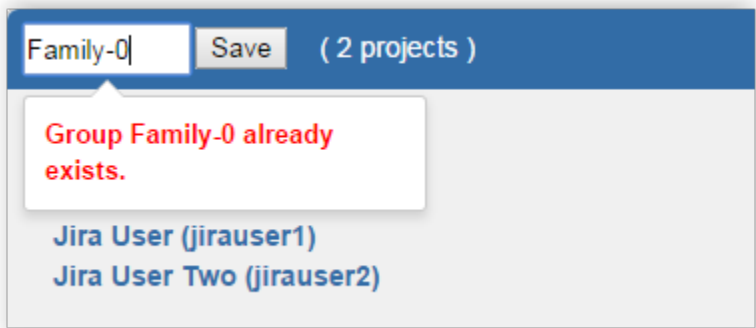 Family-0 Save ( 2 projects )
Group Family-0 already
exists.
Jira User (jirauser1)
Jira User Two (jirauser2)